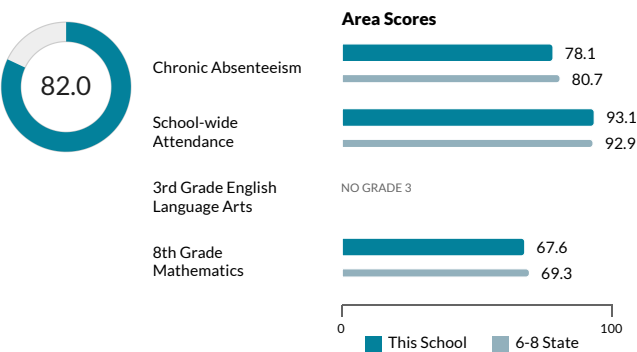 Area Scores
82.0
Chronic Absenteeism
78.1
80.7
School-wide
Attendance
93.1
92.9
3rd Grade English
Language Arts
NO GRADE 3
8th Grade
Mathematics
67.6
69.3
0
100
This School
6-8 State